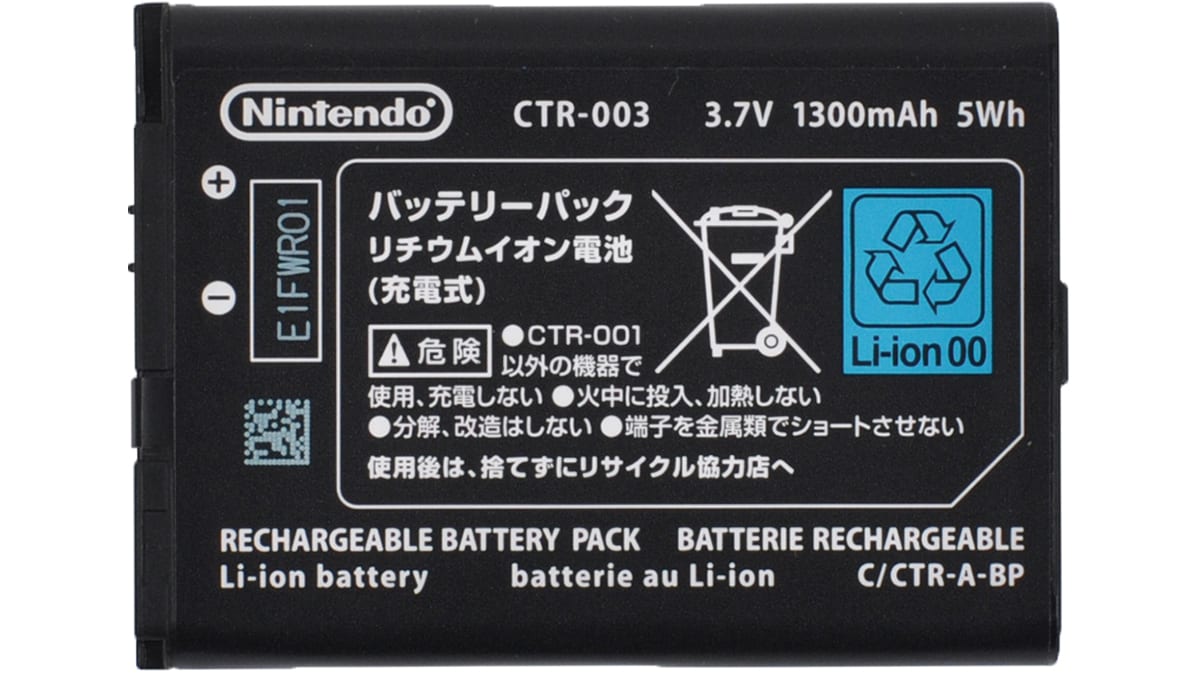 Nintendo CTR-003 3.7V 1300mAh 5Wh
+
−
E1FWR01
バッテリーパック
リチウムイオン電池
(充電式)
危険 ●CTR-001
以外の機器で
使用、充電しない ●火中に投入、加熱しない
●分解、改造はしない ●端子を金属類でショートさせない
使用後は、捨てずにリサイクル協力店へ
Li-ion 00
RECHARGEABLE BATTERY PACK BATTERIE RECHARGEABLE
Li-ion battery batterie au Li-ion C/CTR-A-BP